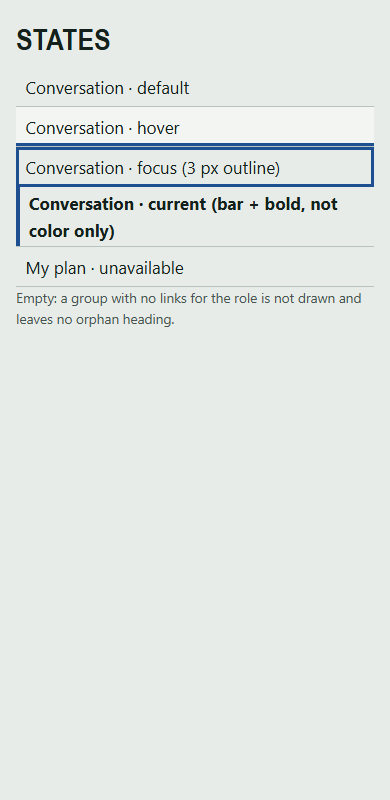 STATES
Conversation · default
Conversation · hover
Conversation · focus (3 px outline)
Conversation · current (bar + bold, not
color only)
My plan · unavailable
Empty: a group with no links for the role is not drawn and
leaves no orphan heading.